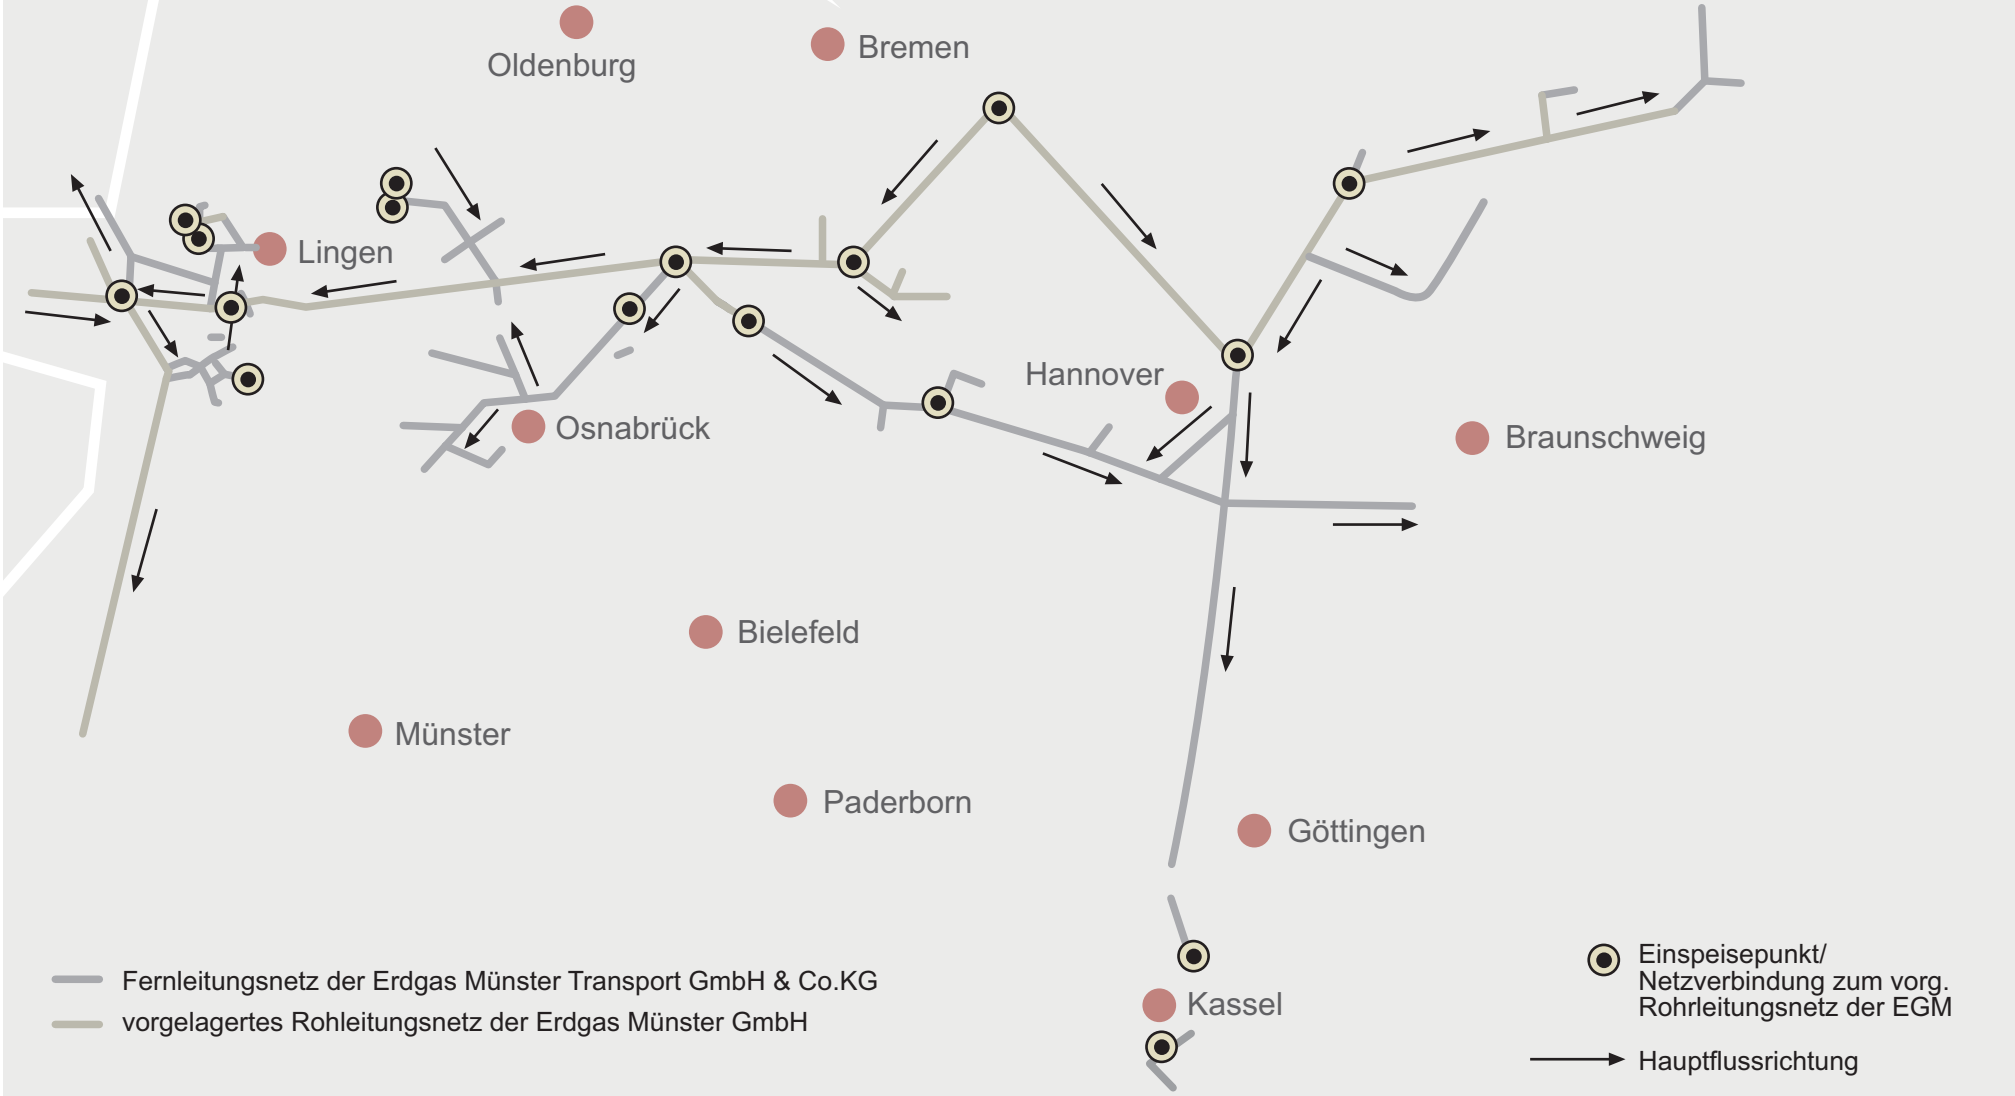 Oldenburg
Bremen
Lingen
Hannover
Osnabrück
Braunschweig
Bielefeld
Münster
Paderborn
Göttingen
Kassel
Fernleitungsnetz der Erdgas Münster Transport GmbH & Co.KG
vorgelagertes Rohleitungsnetz der Erdgas Münster GmbH
Einspeisepunkt/
Netzverbindung zum vorg.
Rohrleitungsnetz der EGM
Hauptflussrichtung